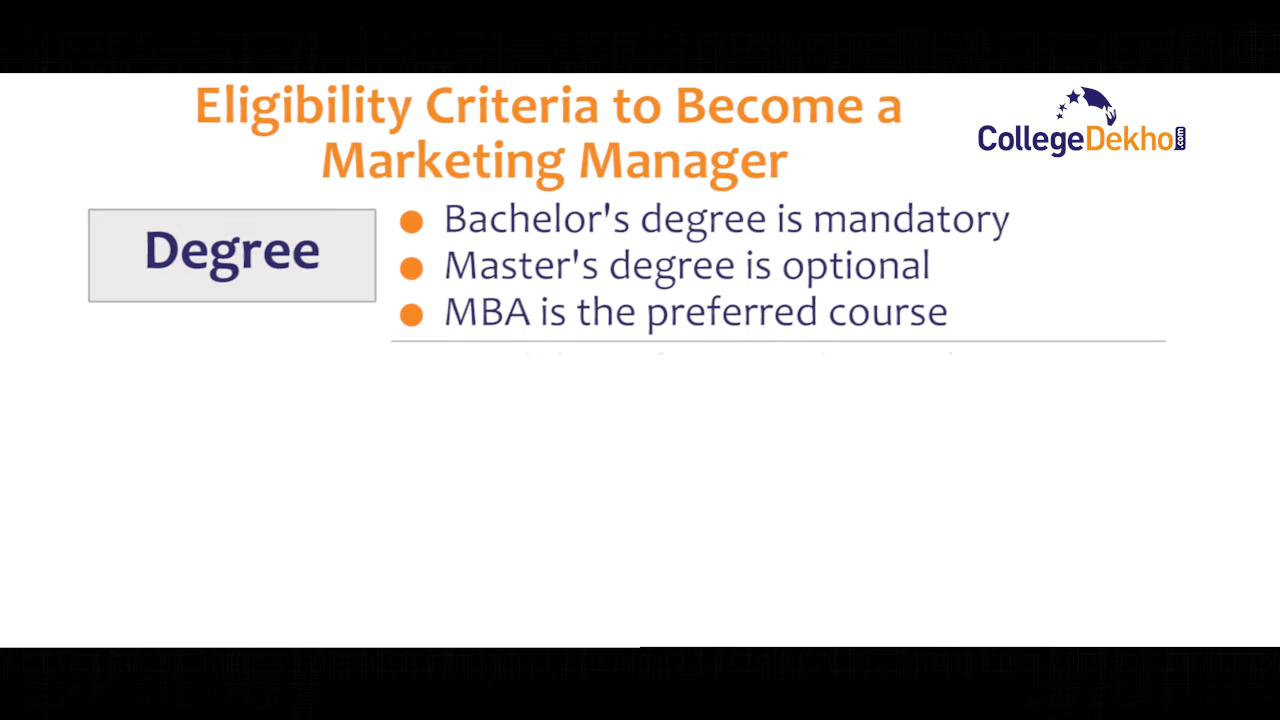 Eligibility Criteria to Become a
Marketing Manager
CollegeDekho.com
Degree
Bachelor's degree is mandatory
Master's degree is optional
MBA is the preferred course